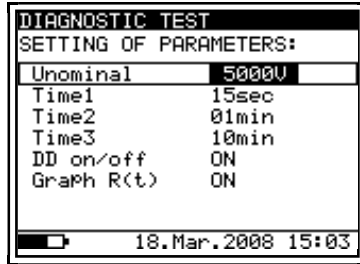 DIAGNOSTIC TEST
SETTING OF PARAMETERS:
Unominal 5000V
Time1 15sec
Time2 01min
Time3 10min
DD on/off ON
Graph R(t) ON
18.Mar.2008 15:03